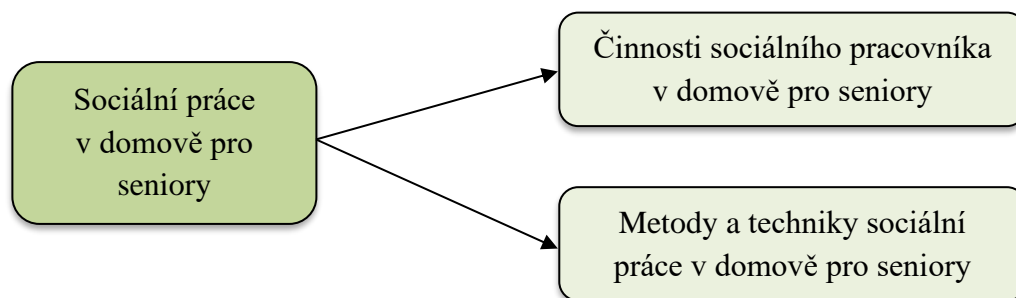 Sociální práce
v domově pro
seniory
Činnosti sociálního pracovníka
v domově pro seniory
Metody a techniky sociální
práce v domově pro seniory